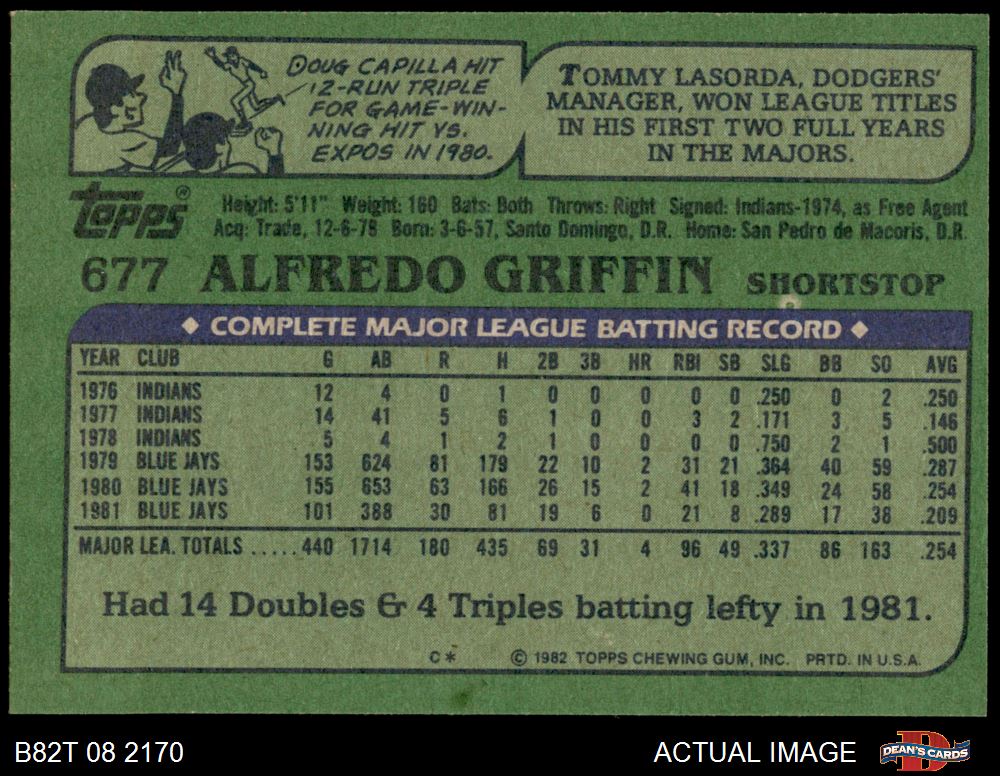 DOUG CAPILLA HIT
12-RUN TRIPLE
FOR GAME-WIN-
NING HIT VS.
EXPOS IN 1980.
TOMMY LASORDA, DODGERS'
MANAGER, WON LEAGUE TITLES
IN HIS FIRST TWO FULL YEARS
IN THE MAJORS.
topps®
Height: 5'11" Weight: 160 Bats: Both Throws: Right Signed: Indians-1974, as Free Agent
Acq: Trade, 12-6-78 Born: 3-6-57, Santo Domingo, D.R. Home: San Pedro de Macoris, D.R.
677 ALFREDO GRIFFIN SHORTSTOP
◆ COMPLETE MAJOR LEAGUE BATTING RECORD ◆
YEAR CLUB G AB R H 2B 3B HR RBI SB SLG BB SO AVG
1976 INDIANS 12 4 0 1 0 0 0 0 0 .250 0 2 .250
1977 INDIANS 14 41 5 6 1 0 0 3 2 .171 3 5 .146
1978 INDIANS 5 4 1 2 1 0 0 0 0 .750 2 1 .500
1979 BLUE JAYS 153 624 81 179 22 10 2 31 21 .364 40 59 .287
1980 BLUE JAYS 155 653 63 166 26 15 2 41 18 .349 24 58 .254
1981 BLUE JAYS 101 388 30 81 19 6 0 21 8 .289 17 38 .209
MAJOR LEA. TOTALS .....440 1714 180 435 69 31 4 96 49 .337 86 163 .254
Had 14 Doubles & 4 Triples batting lefty in 1981.
C* © 1982 TOPPS CHEWING GUM, INC. PRTD. IN U.S.A.
B82T 08 2170 ACTUAL IMAGE DEAN'S CARDS